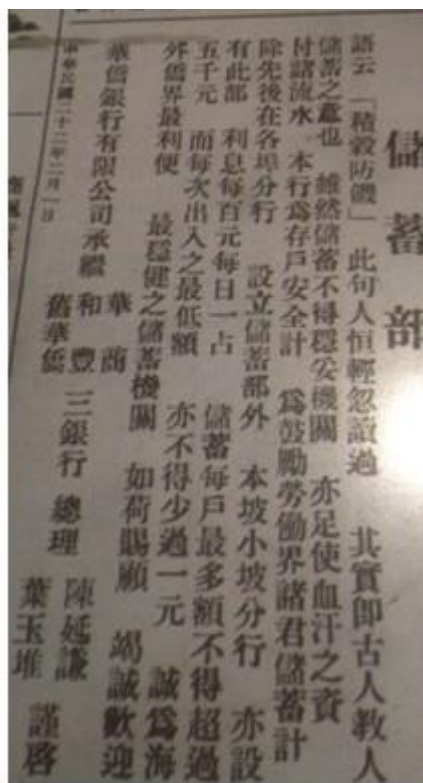 儲蓄部
語云 「積穀防饑」 此句人恒輕忽讀過 其實卽古人教人
儲蓄之意也 雖然儲蓄不得穩安機關 亦足使血汗之資
付諸流水 本行爲存戶安全計 爲鼓勵勞働界諸君儲蓄計
除先後在各埠分行 設立儲蓄部外 本坡小坡分行 亦設
有此部 利息每百元每日一占 儲蓄每戶最多額不得超過
五千元 而每次出入之最低額 亦不得少過一元 誠爲海
外僑界最利便 最穩健之儲蓄機關 如荷賜顧 竭誠歡迎
華僑銀行有限公司承繼 華商 和豐 舊華僑 三銀行 總理 陳延謙 葉玉堆 謹啓
中華民國二十二年二月一日